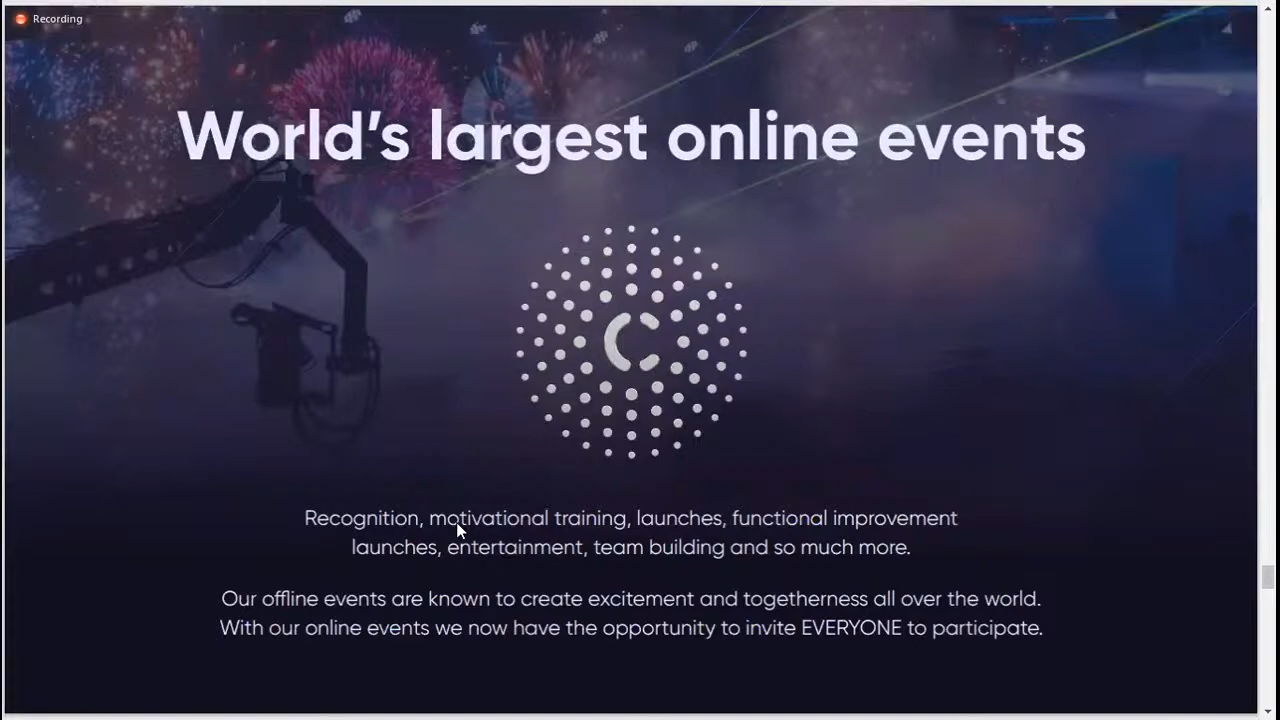 Recording
World's largest online events
C
Recognition, motivational training, launches, functional improvement
launches, entertainment, team building and so much more.
Our offline events are known to create excitement and togetherness all over the world.
With our online events we now have the opportunity to invite EVERYONE to participate.